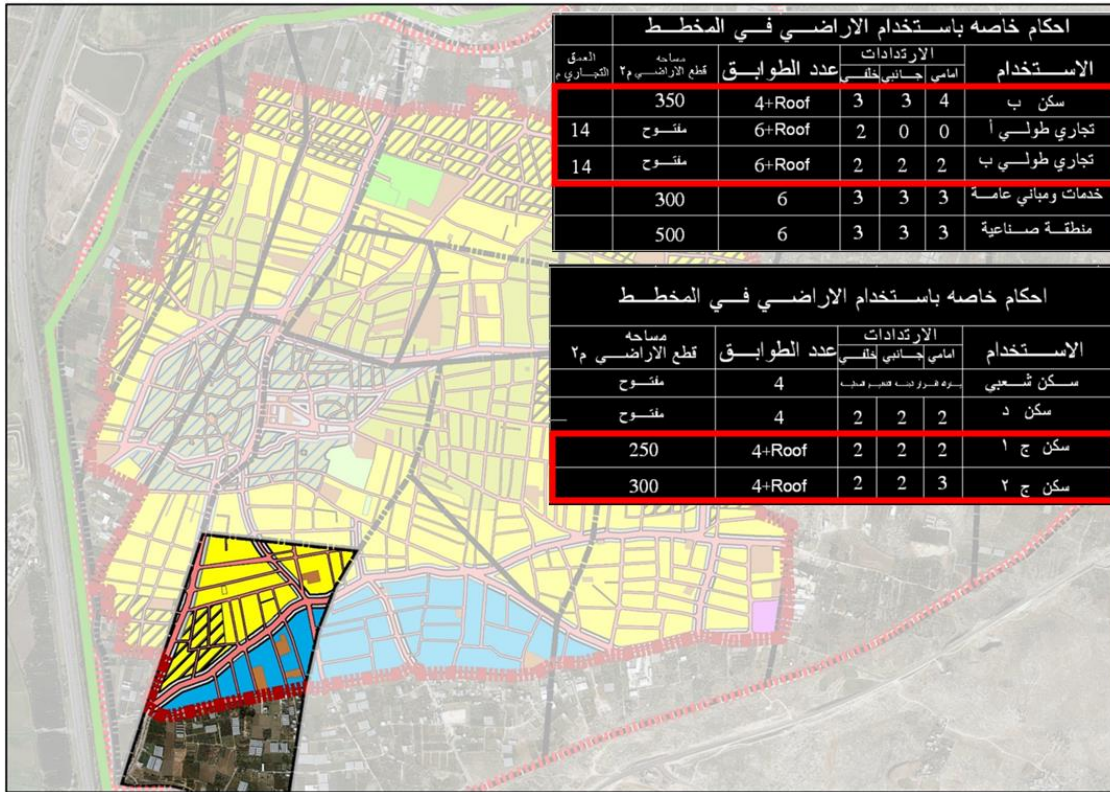 احكام خاصه باستخدام الاراضي في المخطط
الاستخدام الارتدادات عدد الطوابق مساحه قطع الاراضي م٢ العمق التجاري م
امامي جانبي خلفي
سكن ب 4 3 3 4+Roof 350
تجاري طولي أ 0 0 2 6+Roof مفتوح 14
تجاري طولي ب 2 2 2 6+Roof مفتوح 14
خدمات ومباني عامة 3 3 3 6 300
منطقة صناعية 3 3 3 6 500
احكام خاصه باستخدام الاراضي في المخطط
الاستخدام الارتدادات عدد الطوابق مساحه قطع الاراضي م٢
امامي جانبي خلفي
سكن شعبي 4 مفتوح
سكن د 2 2 2 4 مفتوح
سكن ج ١ 2 2 2 4+Roof 250
سكن ج ٢ 3 2 2 4+Roof 300